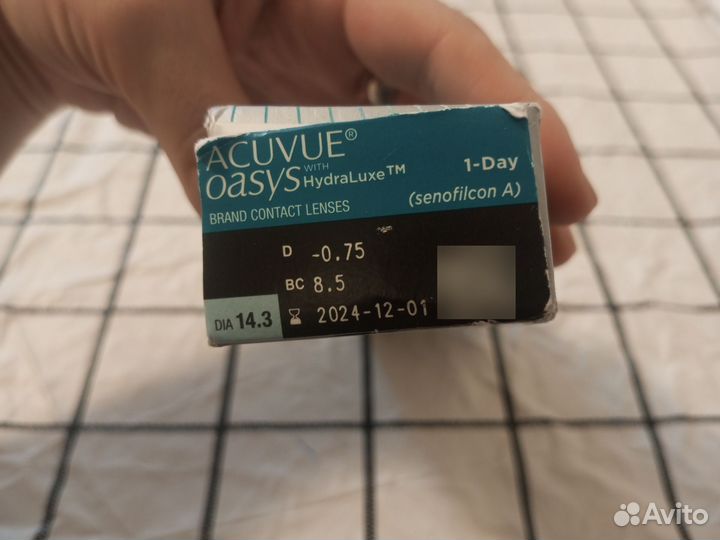 ACUVUE®
OASYS WITH HydraLuxe™
1-Day
(senofilcon A)
BRAND CONTACT LENSES
D -0.75
BC 8.5
DIA 14.3
2024-12-01
Avito